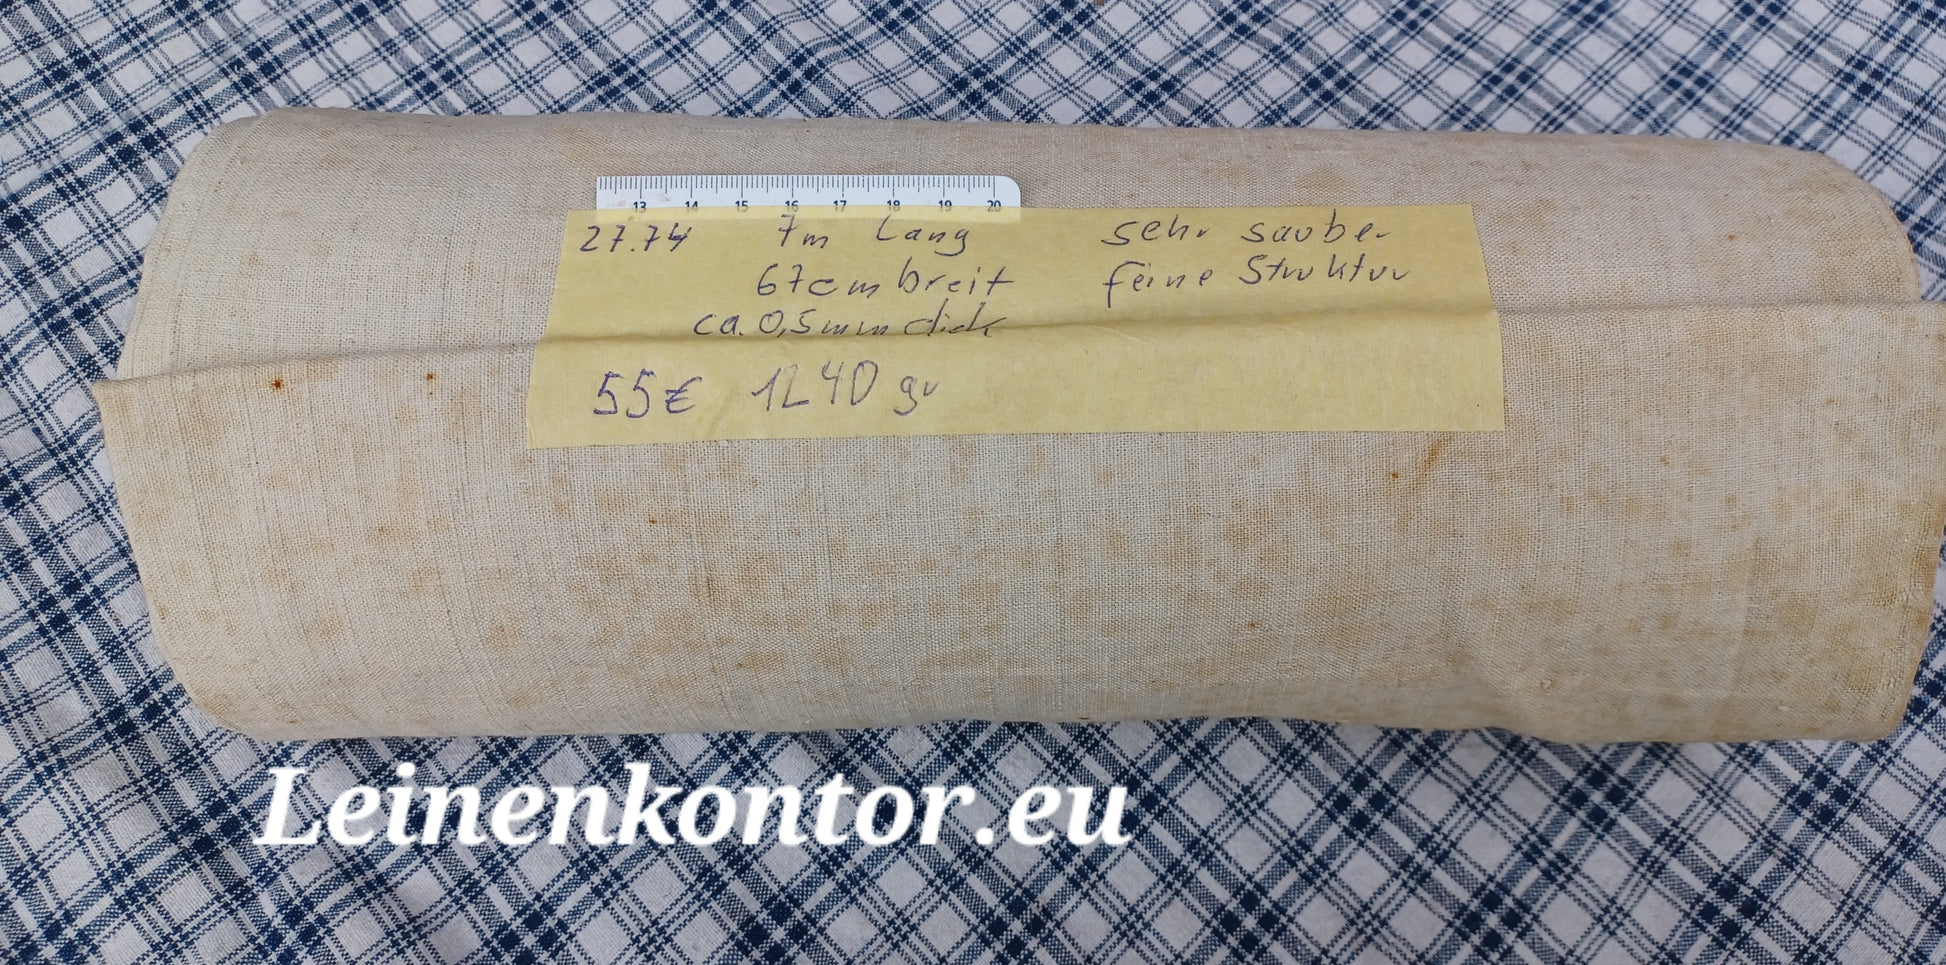 13 14 15 16 17 18 19 20
27.74 7m lang sehr sauber
67cm breit feine Struktur
ca. 0,5mm dick
55€ 1240 gr
Leinenkontor.eu